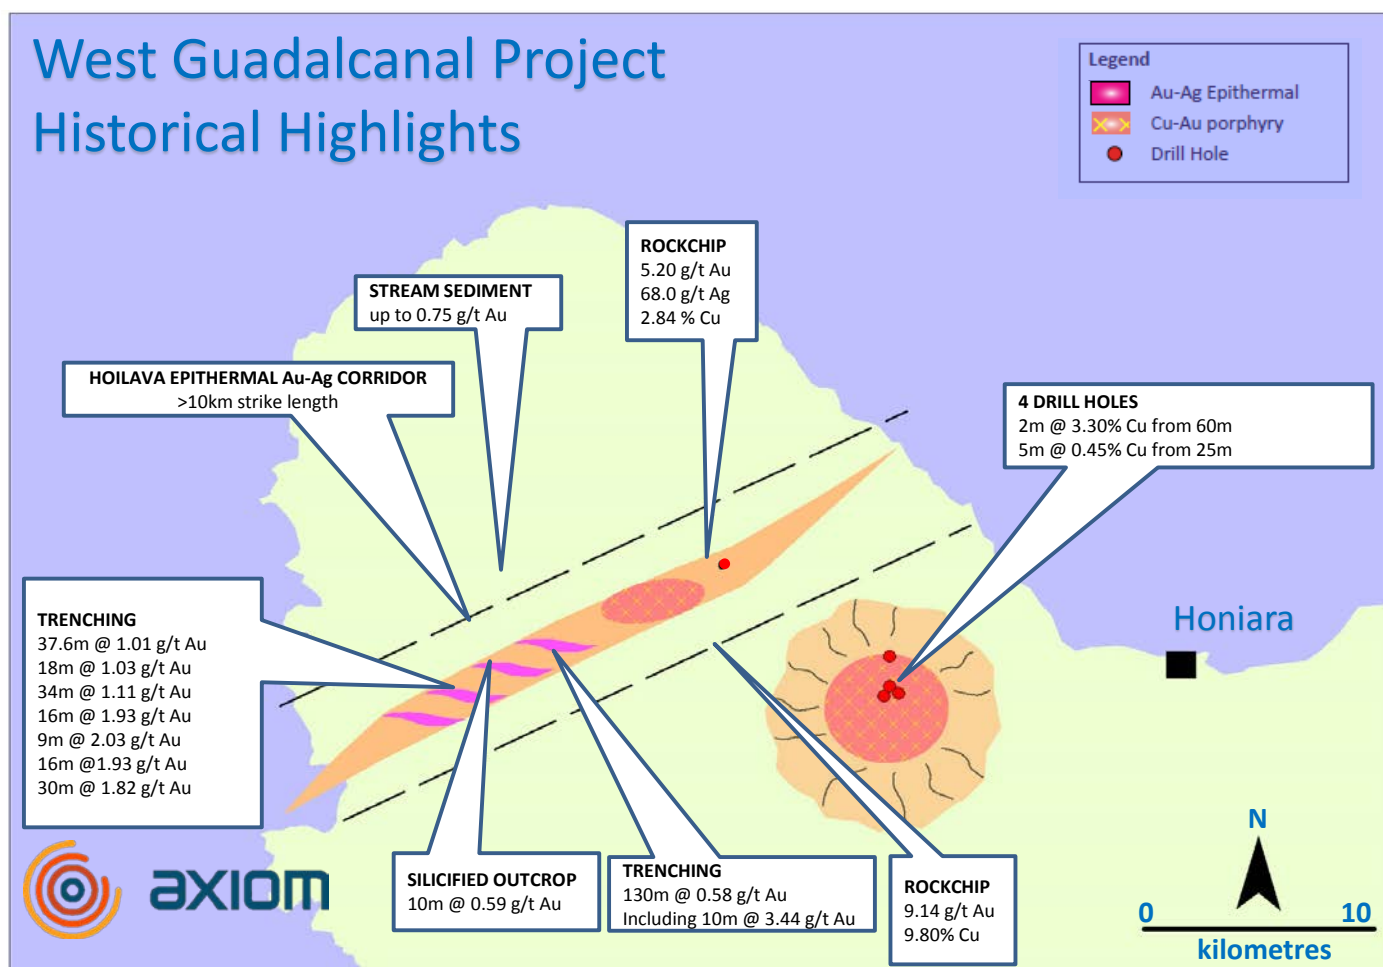 West Guadalcanal Project
Historical Highlights
Legend
Au-Ag Epithermal
Cu-Au porphyry
Drill Hole
ROCKCHIP
5.20 g/t Au
68.0 g/t Ag
2.84 % Cu
STREAM SEDIMENT
up to 0.75 g/t Au
HOILAVA EPITHERMAL Au-Ag CORRIDOR
>10km strike length
4 DRILL HOLES
2m @ 3.30% Cu from 60m
5m @ 0.45% Cu from 25m
TRENCHING
37.6m @ 1.01 g/t Au
18m @ 1.03 g/t Au
34m @ 1.11 g/t Au
16m @ 1.93 g/t Au
9m @ 2.03 g/t Au
16m @1.93 g/t Au
30m @ 1.82 g/t Au
Honiara
axiom
SILICIFIED OUTCROP
10m @ 0.59 g/t Au
TRENCHING
130m @ 0.58 g/t Au
Including 10m @ 3.44 g/t Au
ROCKCHIP
9.14 g/t Au
9.80% Cu
N
0 10
kilometres